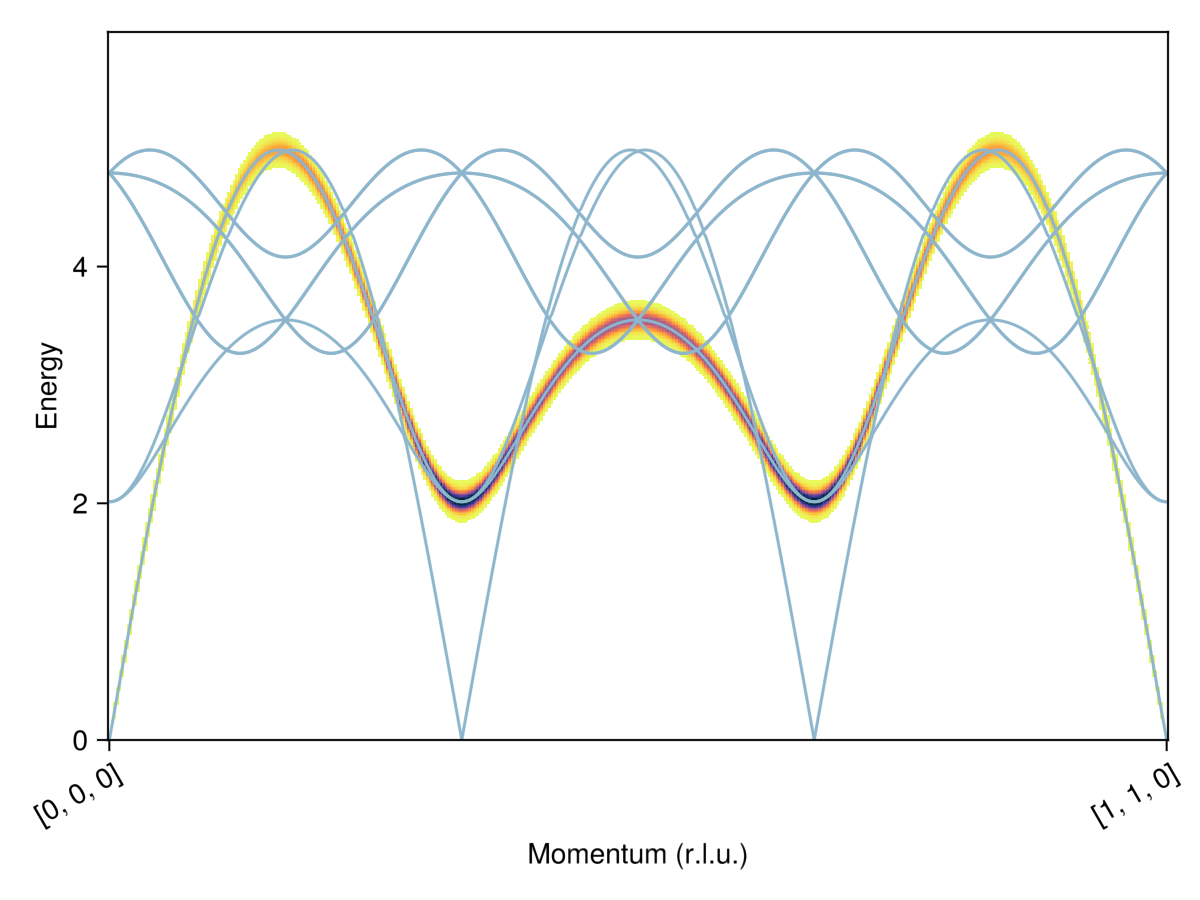 4
Energy
2
0
[0, 0, 0]
[1, 1, 0]
Momentum (r.l.u.)